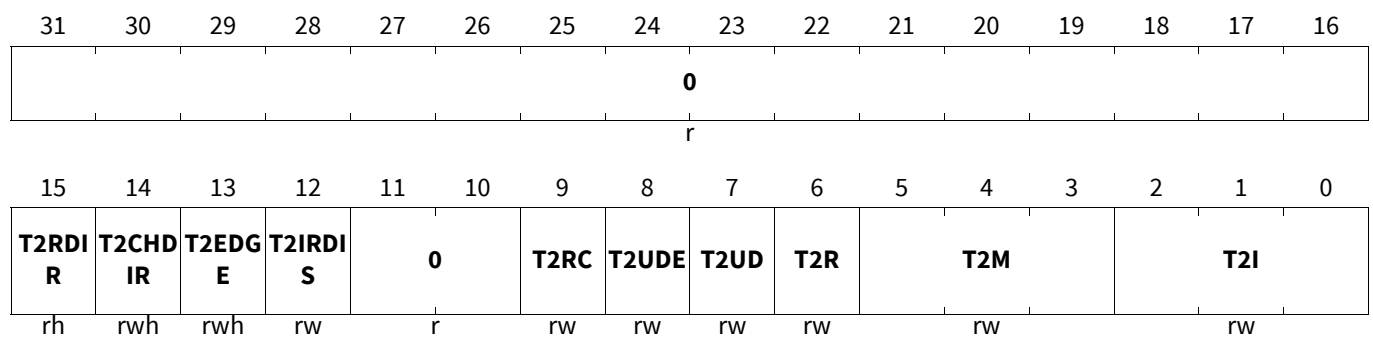 31 30 29 28 27 26 25 24 23 22 21 20 19 18 17 16
0
r
15 14 13 12 11 10 9 8 7 6 5 4 3 2 1 0
T2RDI T2CHD T2EDG T2IRDI 0 T2RC T2UDE T2UD T2R T2M T2I
R DIR E S
rh rwh rwh rw r rw rw rw rw rw rw